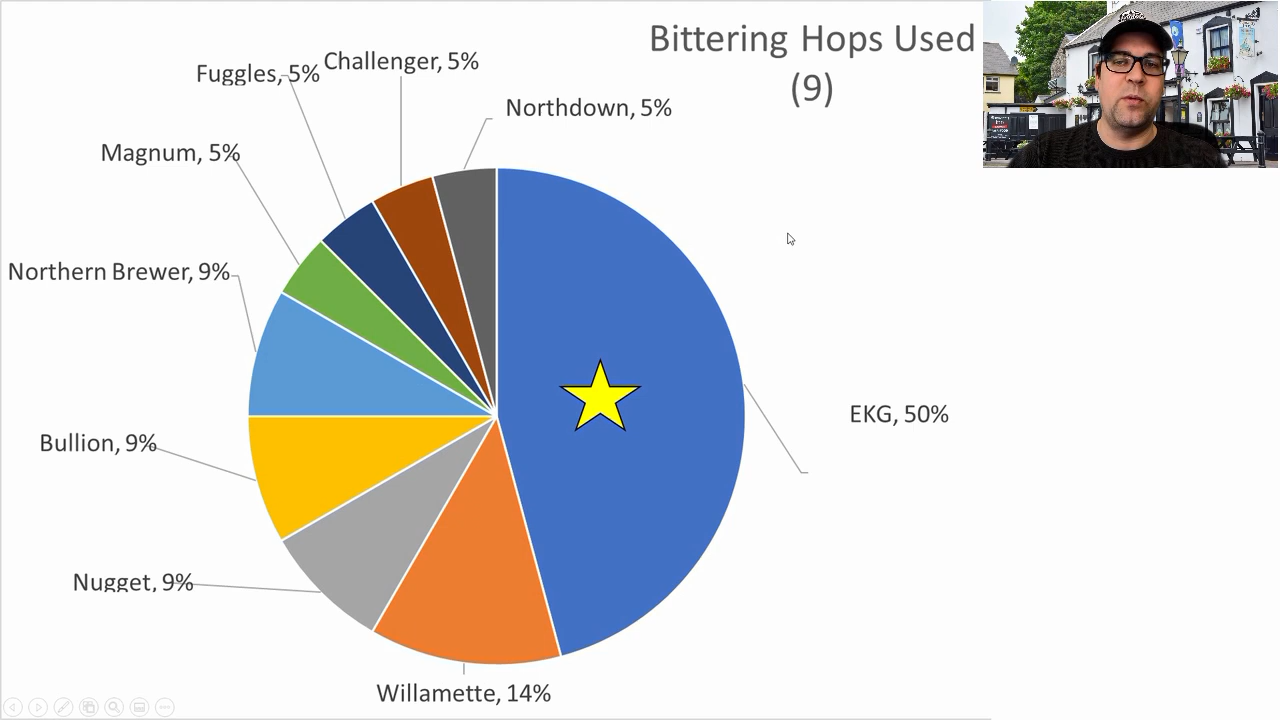 Bittering Hops Used
(9)
Fuggles, 5%
Challenger, 5%
Northdown, 5%
Magnum, 5%
Northern Brewer, 9%
EKG, 50%
Bullion, 9%
Nugget, 9%
Willamette, 14%